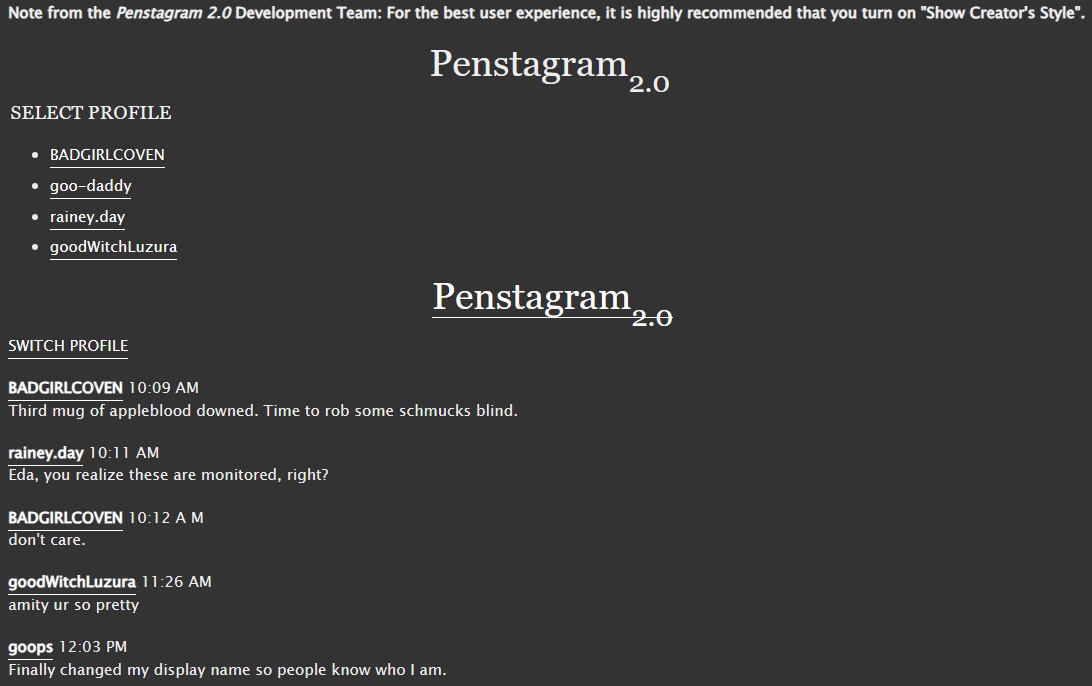 Note from the Penstagram 2.0 Development Team: For the best user experience, it is highly recommended that you turn on "Show Creator's Style".
Penstagram 2.0
SELECT PROFILE
• BADGIRLCOVEN
• goo-daddy
• rainey.day
• goodWitchLuzura
Penstagram 2.0
SWITCH PROFILE
BADGIRLCOVEN 10:09 AM
Third mug of appleblood downed. Time to rob some schmucks blind.
rainey.day 10:11 AM
Eda, you realize these are monitored, right?
BADGIRLCOVEN 10:12 A M
don't care.
goodWitchLuzura 11:26 AM
amity ur so pretty
goops 12:03 PM
Finally changed my display name so people know who I am.